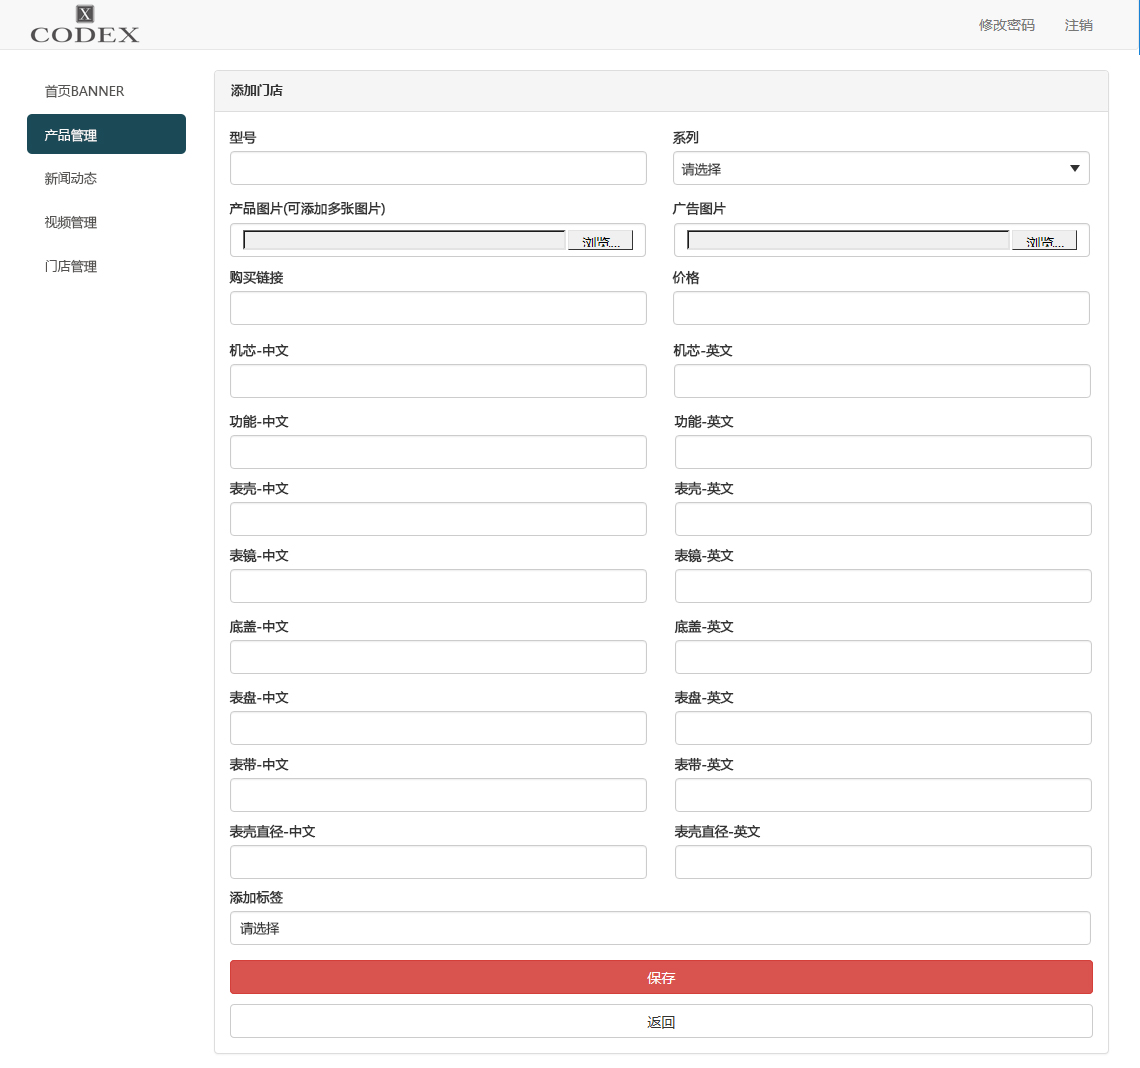 X
CODEX
修改密码
注销
首页BANNER
产品管理
新闻动态
视频管理
门店管理
添加门店
型号
系列
请选择
产品图片(可添加多张图片)
广告图片
浏览...
浏览...
购买链接
价格
机芯-中文
机芯-英文
功能-中文
功能-英文
表壳-中文
表壳-英文
表镜-中文
表镜-英文
底盖-中文
底盖-英文
表盘-中文
表盘-英文
表带-中文
表带-英文
表壳直径-中文
表壳直径-英文
添加标签
请选择
保存
返回